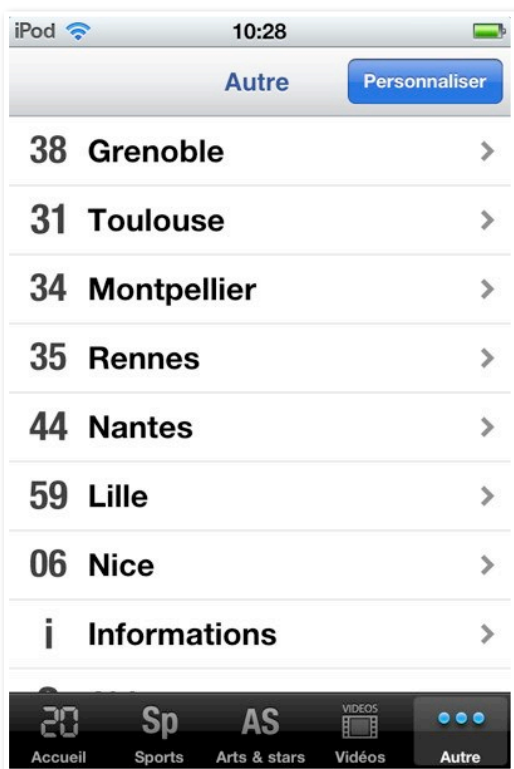 iPod 10:28
Autre Personnaliser
38 Grenoble
31 Toulouse
34 Montpellier
35 Rennes
44 Nantes
59 Lille
06 Nice
i Informations
20 Sp AS VIDEOS
Accueil Sports Arts & stars Vidéos Autre